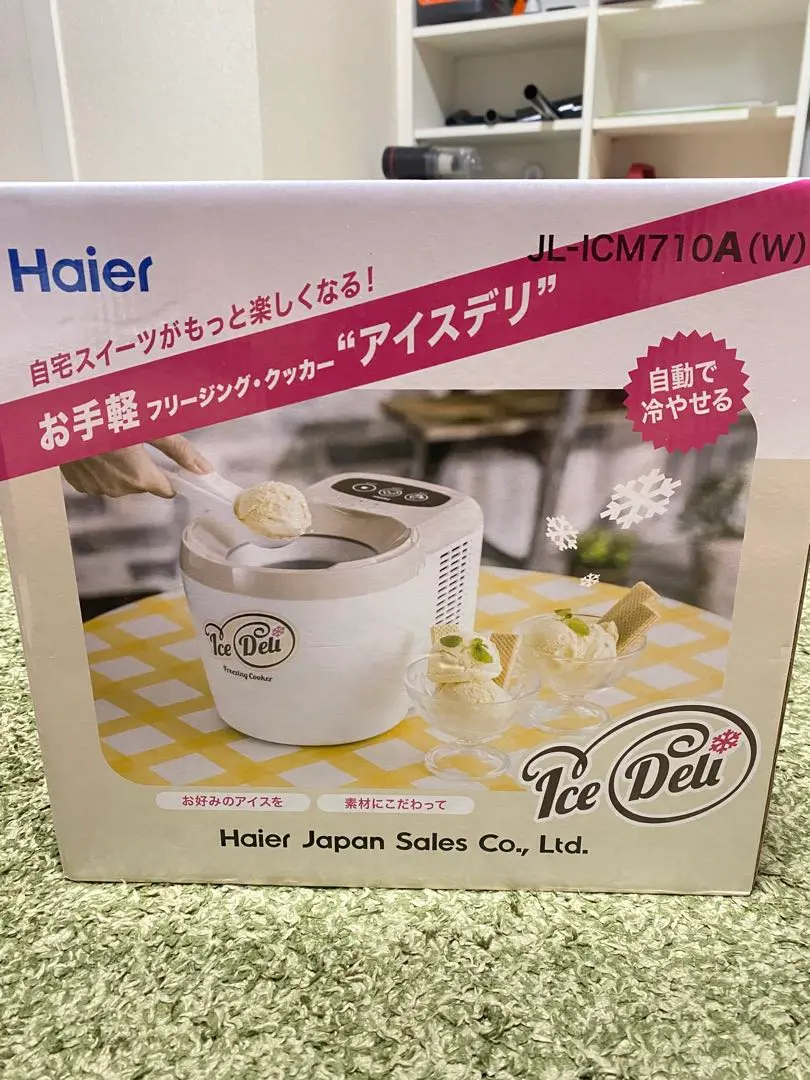 Haier
JL-ICM710A(W)
自宅スイーツがもっと楽しくなる!
お手軽 フリージング・クッカー “アイスデリ”
自動で
冷やせる
Ice Deli
Freezing Cooker
Ice Deli
お好みのアイスを
素材にこだわって
Haier Japan Sales Co., Ltd.